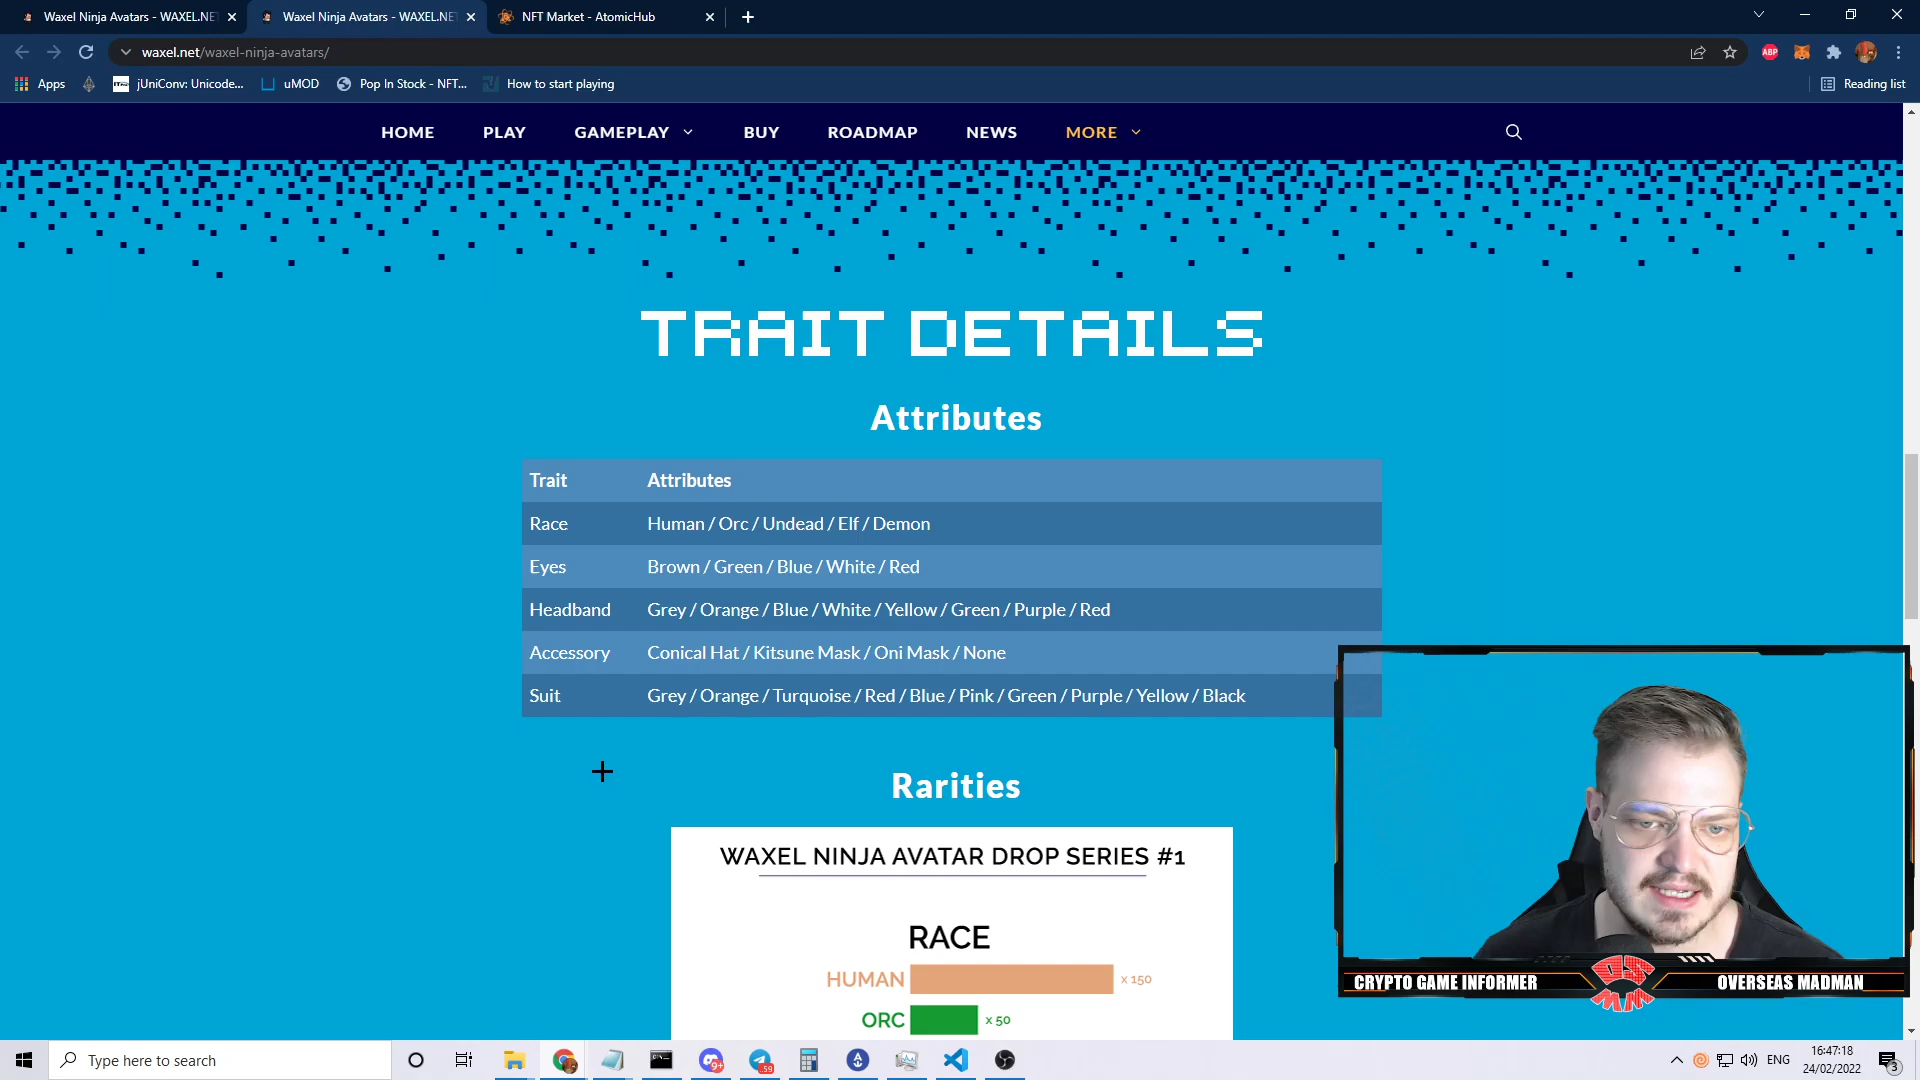 Waxel Ninja Avatars - WAXEL.NE
Waxel Ninja Avatars - WAXEL.NET
NFT Market - AtomicHub
waxel.net/waxel-ninja-avatars/
ABP
Apps
jUniConv: Unicode...
uMOD
Pop In Stock - NFT...
How to start playing
Reading list
HOME
PLAY
GAMEPLAY
BUY
ROADMAP
NEWS
MORE
TRAIT DETAILS
Attributes
Trait Attributes
Race Human / Orc / Undead / Elf / Demon
Eyes Brown / Green / Blue / White / Red
Headband Grey / Orange / Blue / White / Yellow / Green / Purple / Red
Accessory Conical Hat / Kitsune Mask / Oni Mask / None
Suit Grey / Orange / Turquoise / Red / Blue / Pink / Green / Purple / Yellow / Black
Rarities
WAXEL NINJA AVATAR DROP SERIES #1
RACE
HUMAN x 150
ORC x 50
CRYPTO GAME INFORMER
OVERSEAS MADMAN
Type here to search
9+
59
ENG
16:47:18
24/02/2022
3